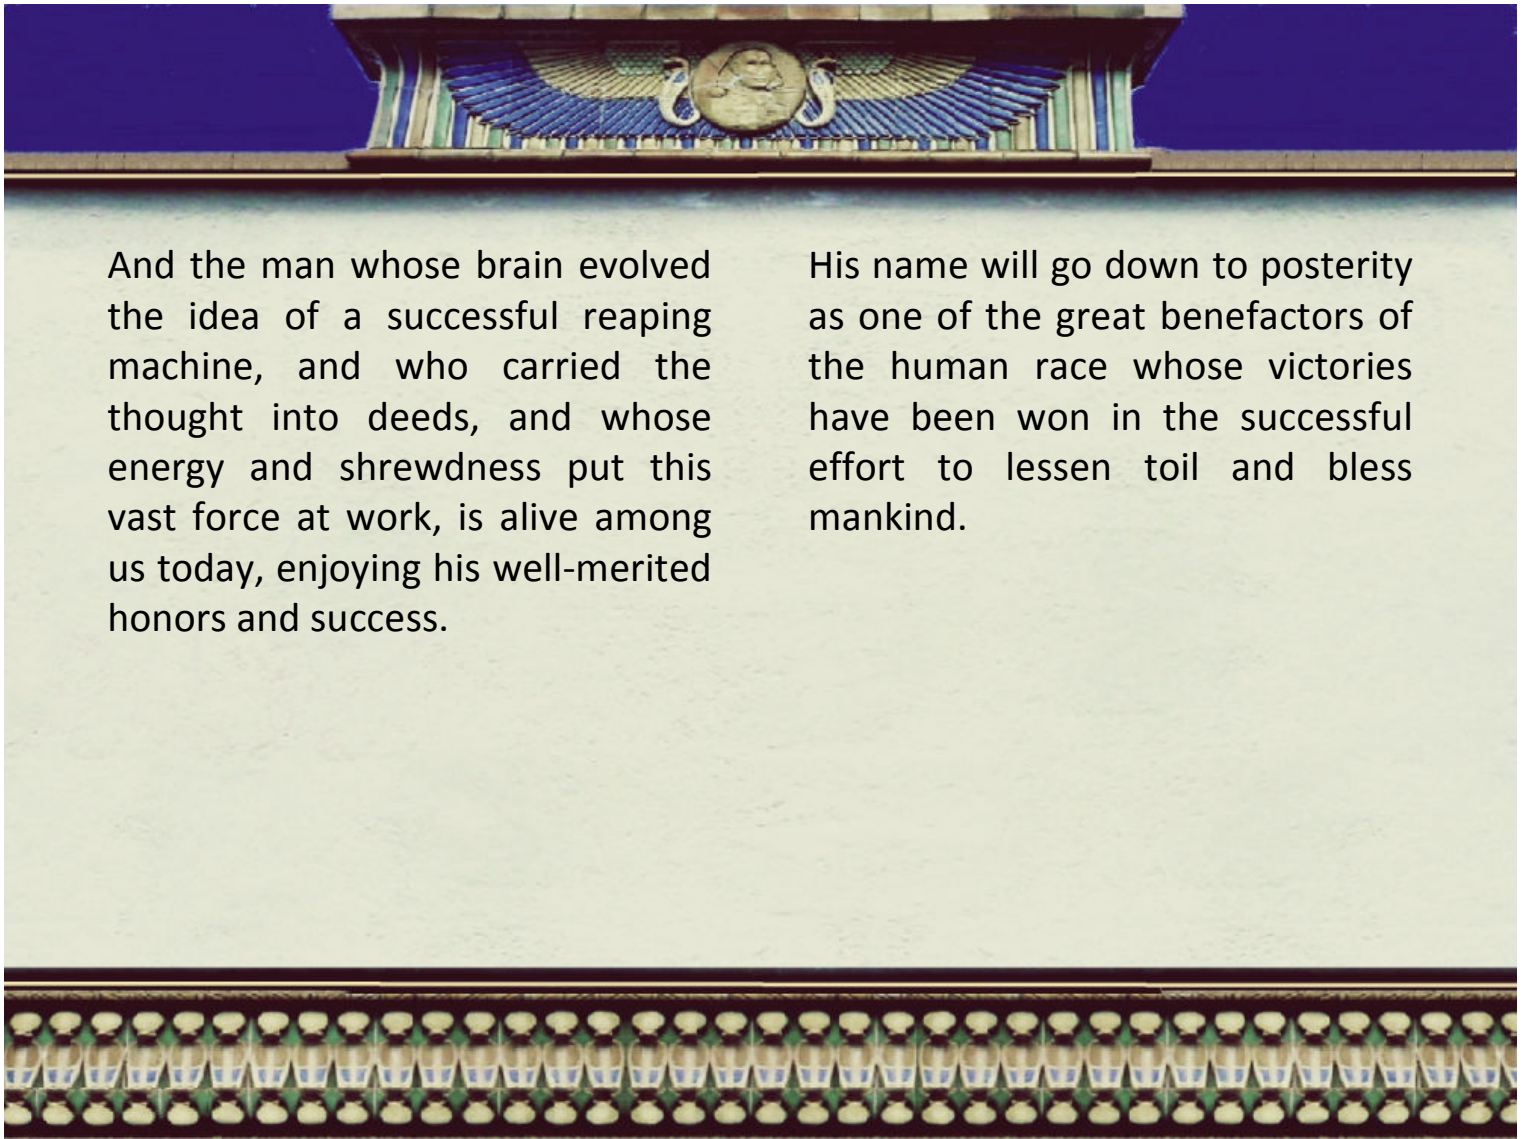 And the man whose brain evolved
the idea of a successful reaping
machine, and who carried the
thought into deeds, and whose
energy and shrewdness put this
vast force at work, is alive among
us today, enjoying his well-merited
honors and success.
His name will go down to posterity
as one of the great benefactors of
the human race whose victories
have been won in the successful
effort to lessen toil and bless
mankind.